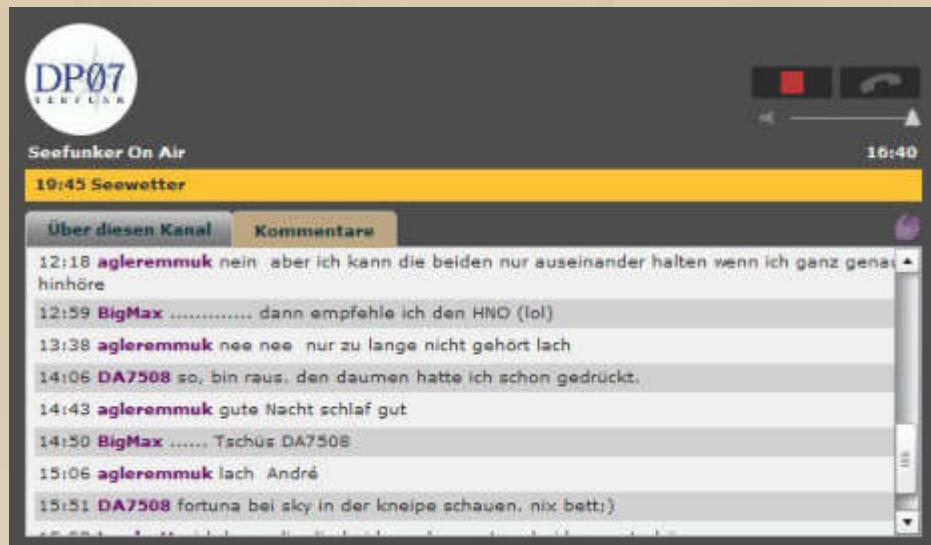 DP07
SEEFUNK
Seefunker On Air
16:40
19:45 Seewetter
Über diesen Kanal
Kommentare
12:18 agleremmuk nein aber ich kann die beiden nur auseinander halten wenn ich ganz genau
hinhöre
12:59 BigMax ............. dann empfehle ich den HNO (lol)
13:38 agleremmuk nee nee nur zu lange nicht gehört lach
14:06 DA7508 so, bin raus. den daumen hatte ich schon gedrückt.
14:43 agleremmuk gute Nacht schlaf gut
14:50 BigMax ...... Tschüs DA7508
15:06 agleremmuk lach André
15:51 DA7508 fortuna bei sky in der kneipe schauen. nix bett;)